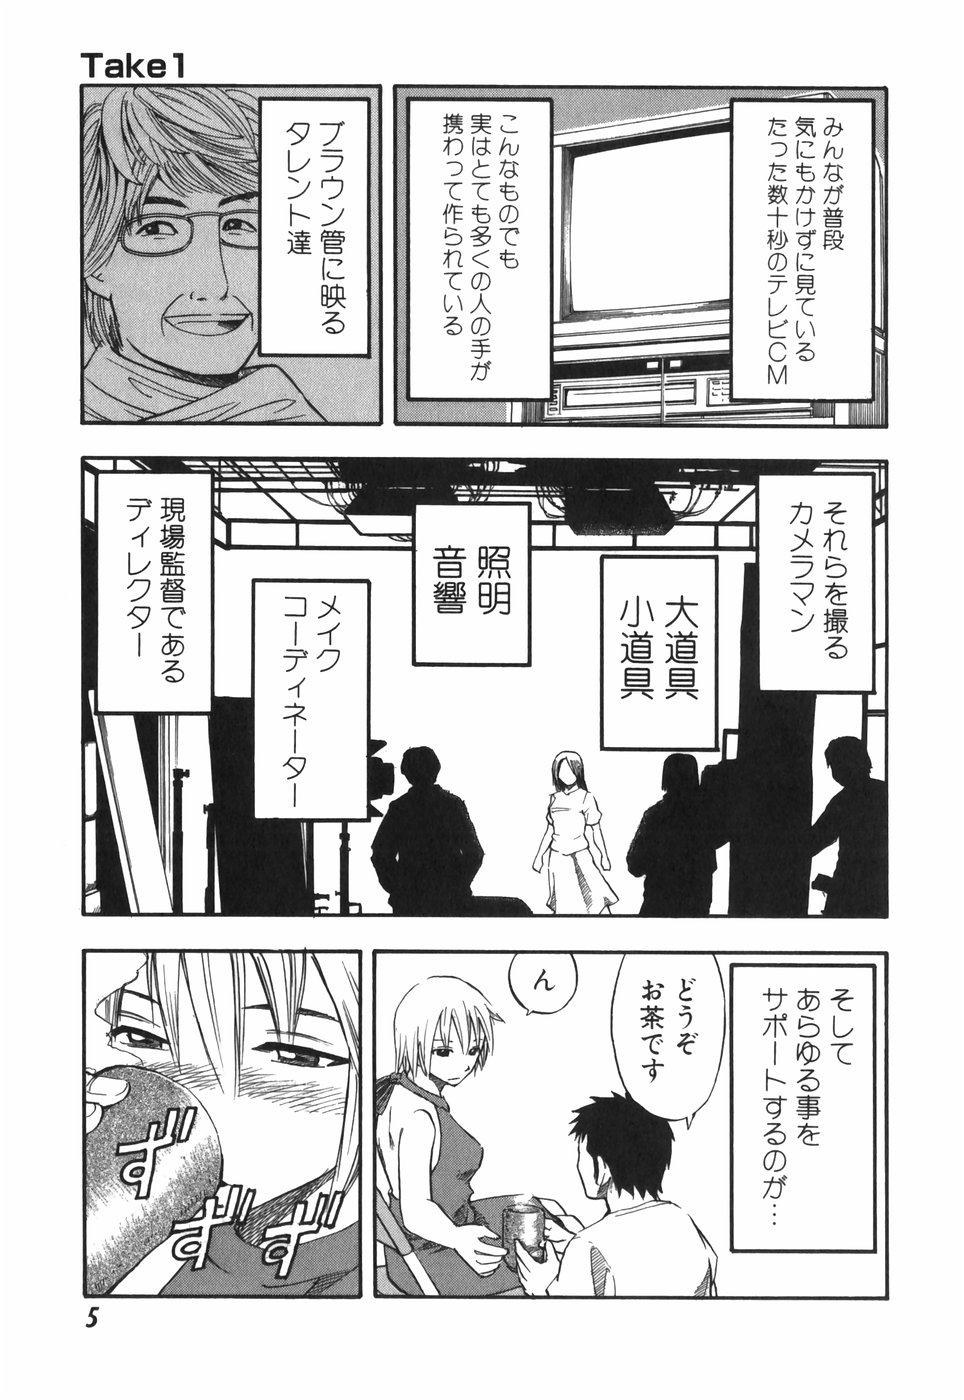 Take1
みんなが普段
気にもかけずに見ている
たった数十秒のテレビCM
こんなものでも
実はとても多くの人の手が
携わって作られている
ブラウン管に映る
タレント達
それらを撮る
カメラマン
大道具
小道具
照明
音響
メイク
コーディネーター
現場監督である
ディレクター
そして
あらゆる事を
サポートするのが…
どうぞ
お茶です
ん
ず
ず
ず
5